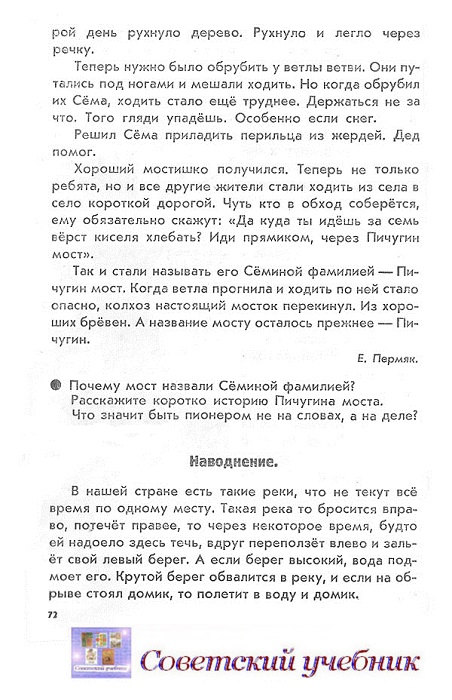 рой день рухнуло дерево. Рухнуло и легло через
речку.
Теперь нужно было обрубить у ветлы ветви. Они пу-
тались под ногами и мешали ходить. Но когда обрубил
их Сёма, ходить стало ещё труднее. Держаться не за
что. Того гляди упадёшь. Особенно если снег.
Решил Сёма приладить перильца из жердей. Дед
помог.
Хороший мостишко получился. Теперь не только
ребята, но и все другие жители стали ходить из села в
село короткой дорогой. Чуть кто в обход соберётся,
ему обязательно скажут: «Да куда ты идёшь за семь
вёрст киселя хлебать? Иди прямиком, через Пичугин
мост».
Так и стали называть его Сёминой фамилией — Пи-
чугин мост. Когда ветла прогнила и ходить по ней стало
опасно, колхоз настоящий мосток перекинул. Из хоро-
ших брёвен. А название мосту осталось прежнее — Пи-
чугин.
Е. Пермяк.
Почему мост назвали Сёминой фамилией?
Расскажите коротко историю Пичугина моста.
Что значит быть пионером не на словах, а на деле?
Наводнение.
В нашей стране есть такие реки, что не текут всё
время по одному месту. Такая река то бросится впра-
во, потечёт правее, то через некоторое время, будто
ей надоело здесь течь, вдруг переползёт влево и заль-
ёт свой левый берег. А если берег высокий, вода под-
моет его. Крутой берег обвалится в реку, и если на об-
рыве стоял домик, то полетит в воду и домик.
72
Советский учебник